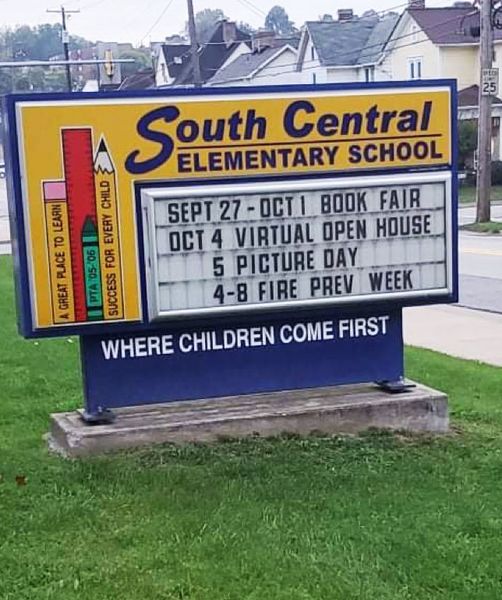 South Central
ELEMENTARY SCHOOL
A GREAT PLACE TO LEARN
PTA '05-'06
SUCCESS FOR EVERY CHILD
SEPT 27 - OCT 1 BOOK FAIR
OCT 4 VIRTUAL OPEN HOUSE
5 PICTURE DAY
4-8 FIRE PREV WEEK
WHERE CHILDREN COME FIRST
SPEED
LIMIT
25